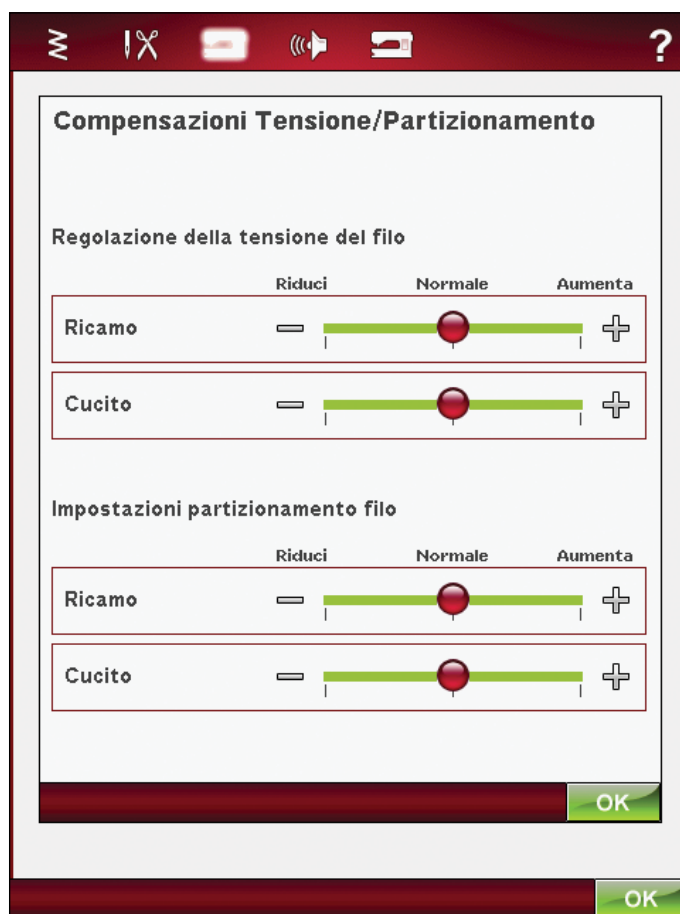 ?
Compensazioni Tensione/Partizionamento
Regolazione della tensione del filo
Riduci Normale Aumenta
Ricamo
Cucito
Impostazioni partizionamento filo
Riduci Normale Aumenta
Ricamo
Cucito
OK
OK